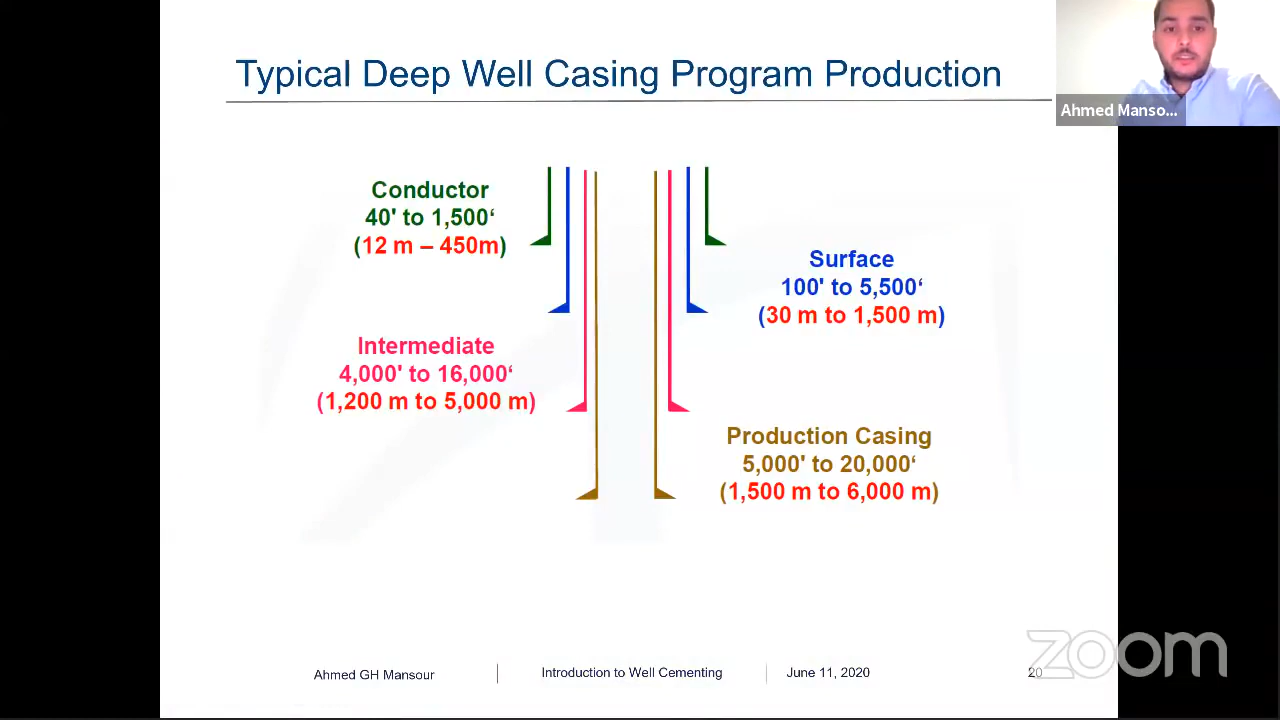 Typical Deep Well Casing Program Production
Ahmed Manso...
Conductor
40' to 1,500‘
(12 m – 450m)
Surface
100' to 5,500‘
(30 m to 1,500 m)
Intermediate
4,000' to 16,000‘
(1,200 m to 5,000 m)
Production Casing
5,000' to 20,000‘
(1,500 m to 6,000 m)
zoom
Ahmed GH Mansour
Introduction to Well Cementing
June 11, 2020
20